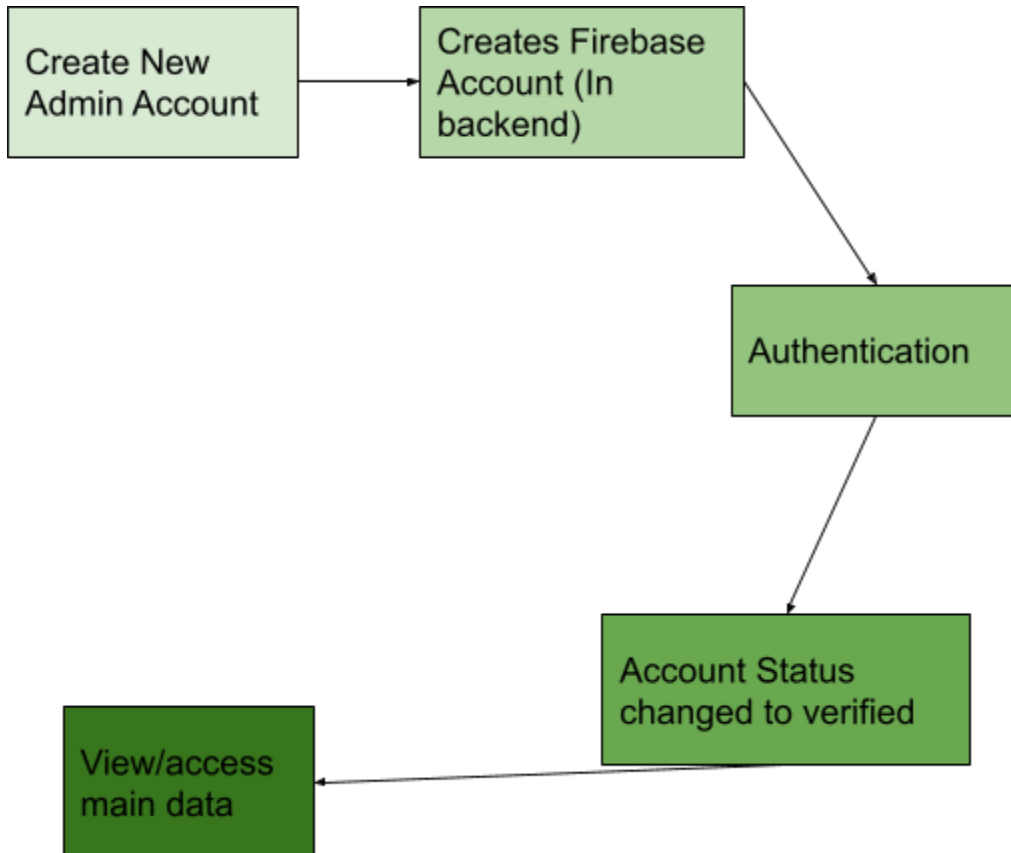 Create New
Admin Account
Creates Firebase
Account (In
backend)
Authentication
Account Status
changed to verified
View/access
main data